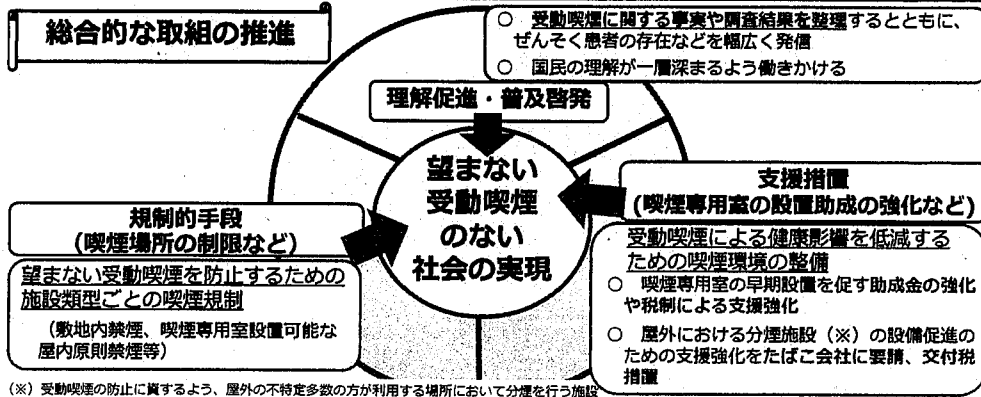 総合的な取組の推進
○ 受動喫煙に関する事実や調査結果を整理するとともに、
ぜんそく患者の存在などを幅広く発信
○ 国民の理解が一層深まるよう働きかける
理解促進・普及啓発
望まない
受動喫煙
のない
社会の実現
規制的手段
(喫煙場所の制限など)
望まない受動喫煙を防止するための
施設類型ごとの喫煙規制
(敷地内禁煙、喫煙専用室設置可能な
屋内原則禁煙等)
支援措置
(喫煙専用室の設置助成の強化など)
受動喫煙による健康影響を低減する
ための喫煙環境の整備
○ 喫煙専用室の早期設置を促す助成金の強化
や税制による支援強化
○ 屋外における分煙施設(※)の設備促進の
ための支援強化をたばこ会社に要請、交付税
措置
(※)受動喫煙の防止に資するよう、屋外の不特定多数の方が利用する場所において分煙を行う施設